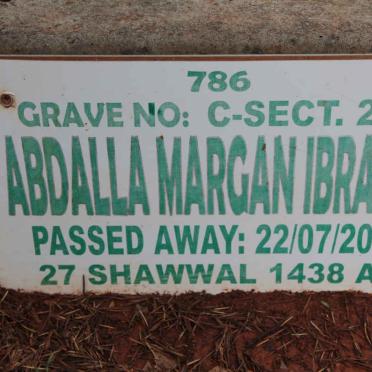 786
GRAVE NO: C-SECT. 2
ABDALLA MARGAN IBRA
PASSED AWAY: 22/07/20
27 SHAWWAL 1438 A